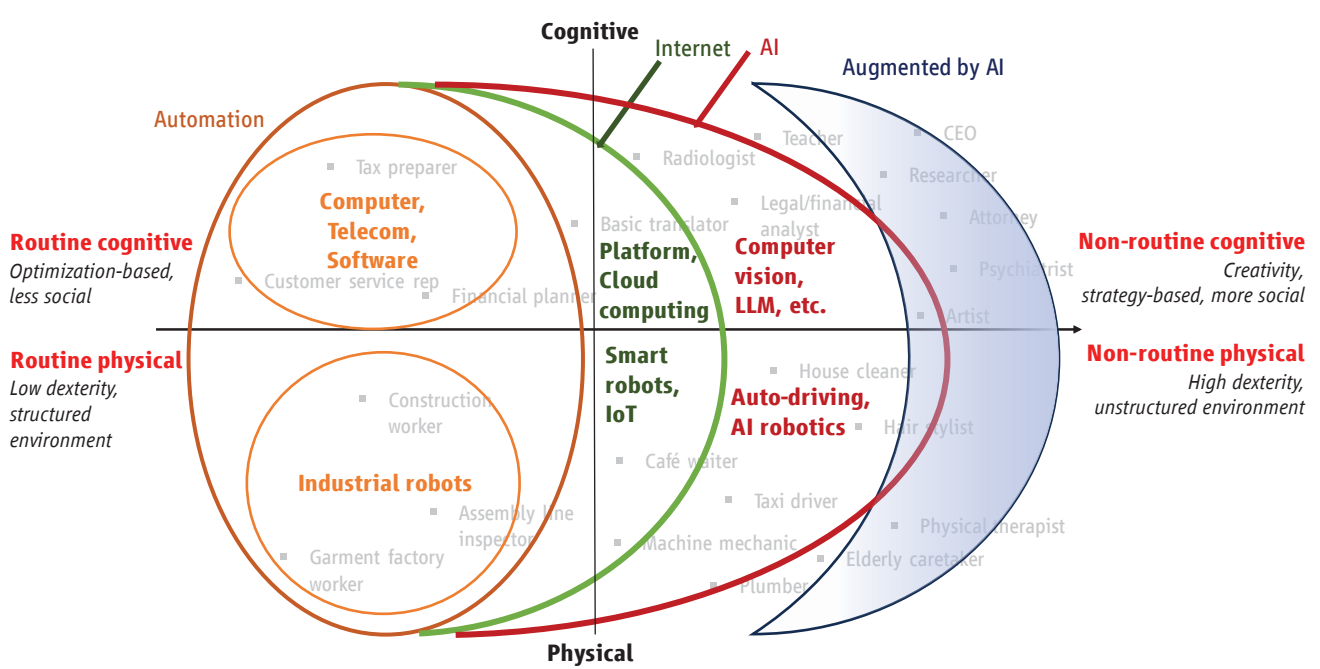 Cognitive
Internet
AI
Augmented by AI
Automation
Teacher
CEO
Radiologist
Tax preparer
Researcher
Computer,
Telecom,
Software
Legal/financial
analyst
Attorney
Basic translator
Routine cognitive
Optimization-based,
less social
Platform,
Cloud
computing
Computer
vision,
LLM, etc.
Non-routine cognitive
Creativity,
strategy-based, more social
Psychiatrist
Customer service rep
Financial planner
Artist
Routine physical
Low dexterity,
structured
environment
Smart
robots,
IoT
House cleaner
Non-routine physical
High dexterity,
unstructured environment
Construction
worker
Auto-driving,
AI robotics
Hair stylist
Café waiter
Industrial robots
Taxi driver
Assembly line
inspector
Physical therapist
Machine mechanic
Garment factory
worker
Elderly caretaker
Plumber
Physical